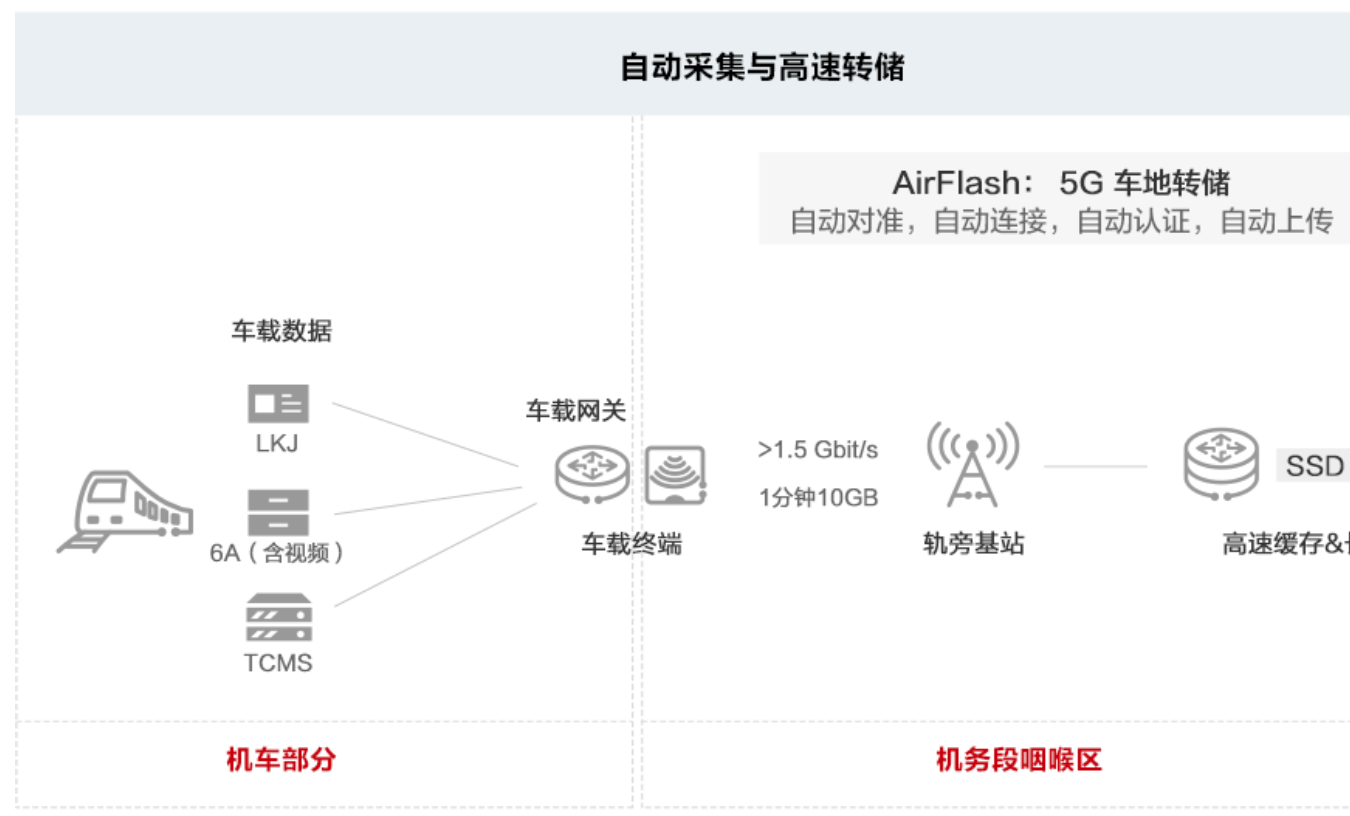 自动采集与高速转储
AirFlash： 5G 车地转储
自动对准，自动连接，自动认证，自动上传
车载数据
LKJ
6A（含视频）
TCMS
车载网关
车载终端
>1.5 Gbit/s
1分钟10GB
轨旁基站
SSD
高速缓存&
机车部分
机务段咽喉区